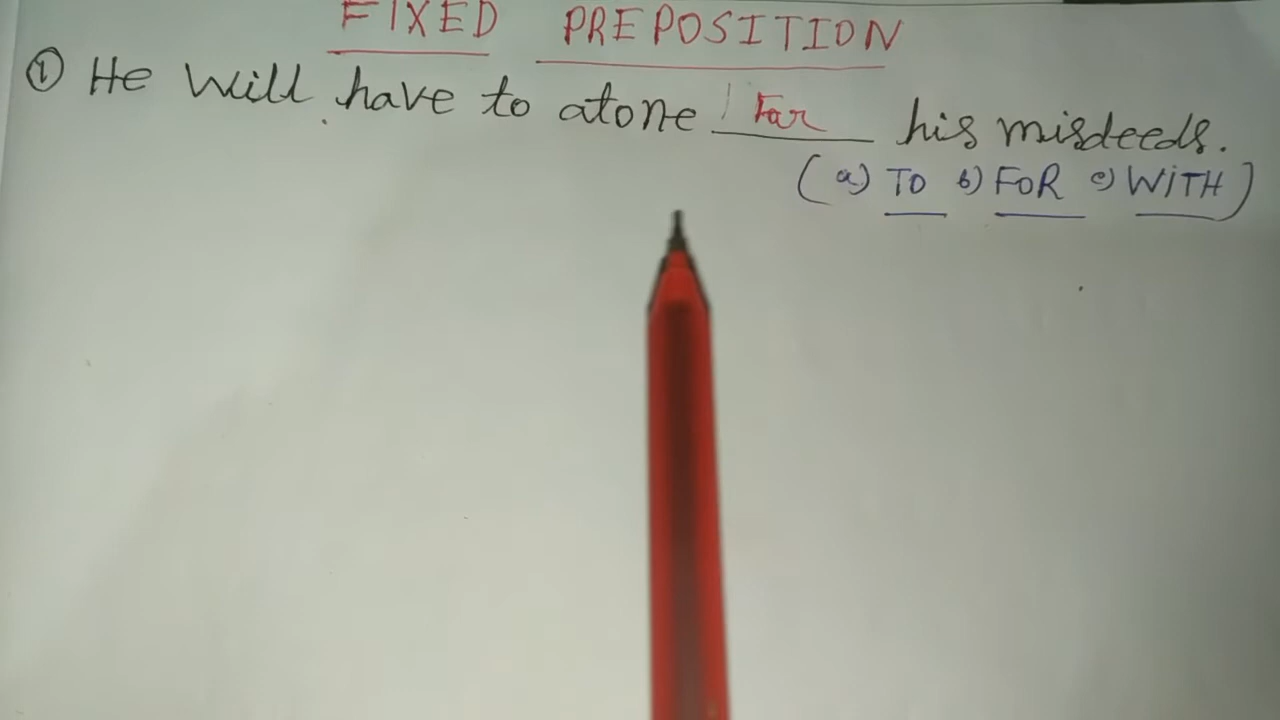 FIXED PREPOSITION
① He will have to atone For his misdeeds.
(a) TO b) FOR c) WITH)